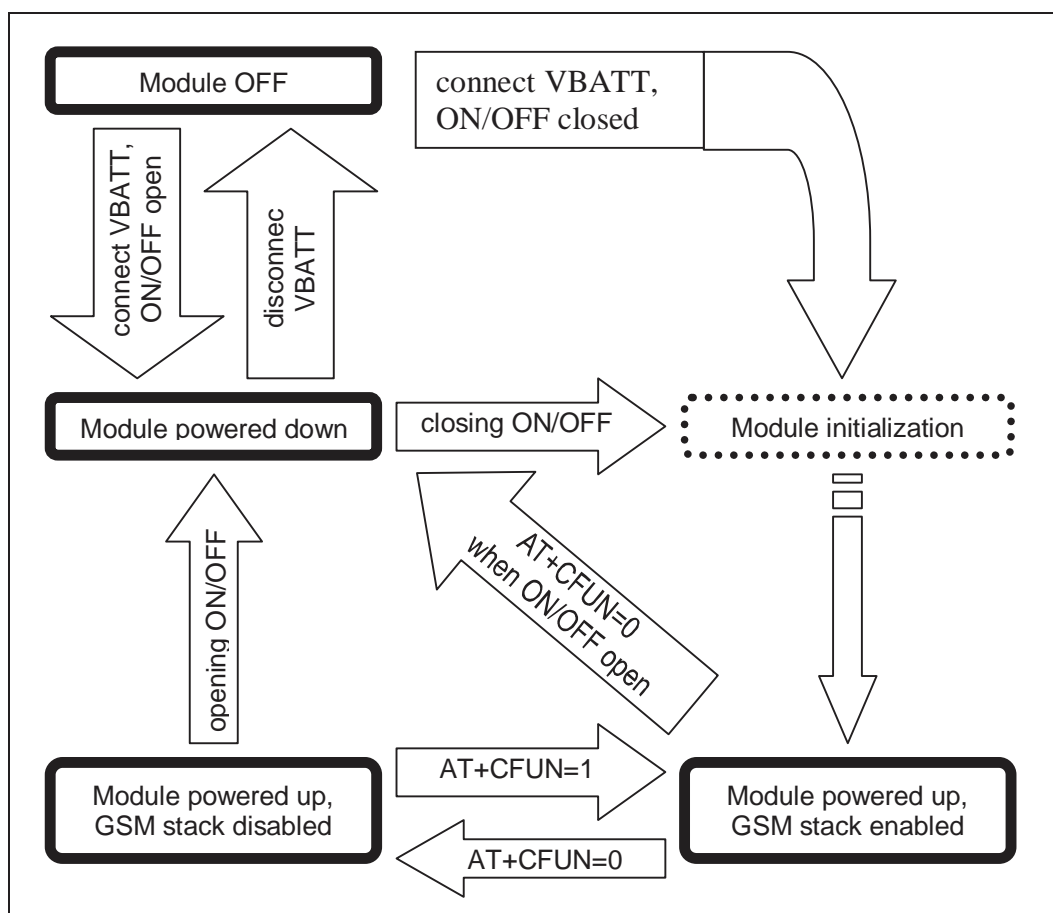 Module OFF
connect VBATT,
ON/OFF closed
connect VBATT,
ON/OFF open
disconnec
VBATT
Module powered down
closing ON/OFF
Module initialization
AT+CFUN=0
when ON/OFF open
opening ON/OFF
Module powered up,
GSM stack disabled
AT+CFUN=1
AT+CFUN=0
Module powered up,
GSM stack enabled